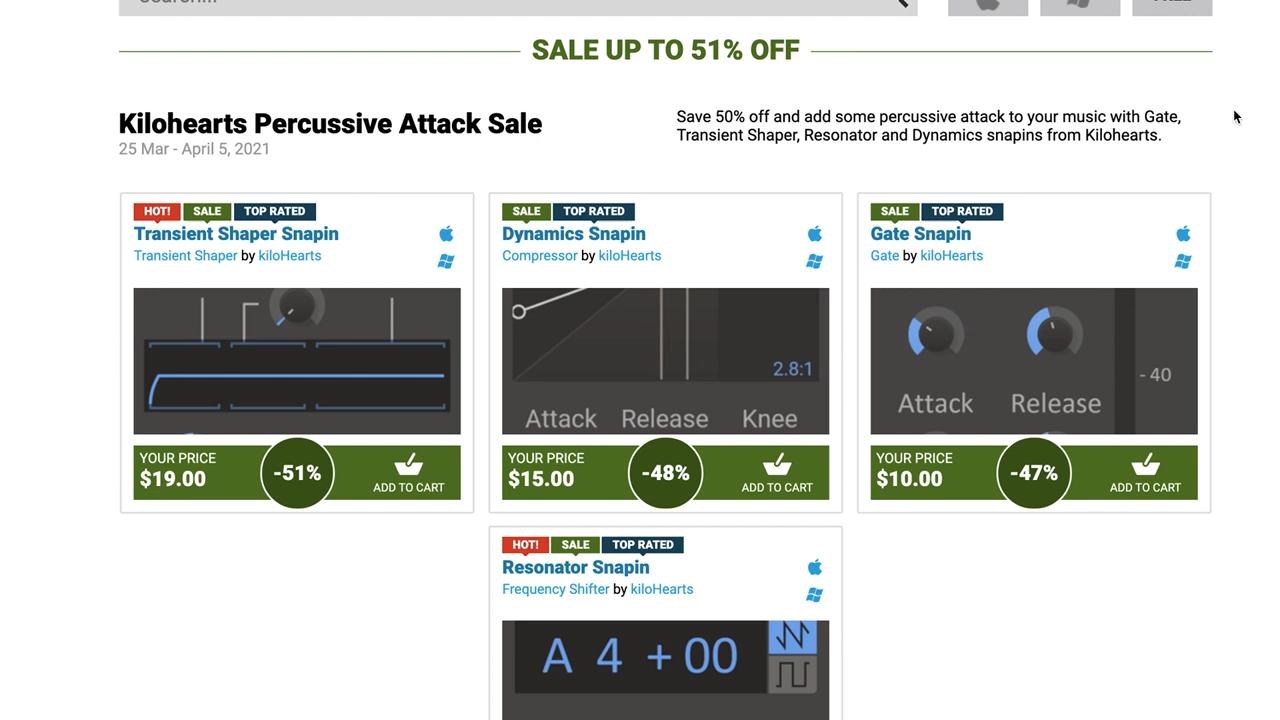 SALE UP TO 51% OFF
Kilohearts Percussive Attack Sale
25 Mar - April 5, 2021
Save 50% off and add some percussive attack to your music with Gate,
Transient Shaper, Resonator and Dynamics snapins from Kilohearts.
HOT! SALE TOP RATED
Transient Shaper Snapin
Transient Shaper by kiloHearts
YOUR PRICE
$19.00
-51%
ADD TO CART
SALE TOP RATED
Dynamics Snapin
Compressor by kiloHearts
2.8:1
Attack Release Knee
YOUR PRICE
$15.00
-48%
ADD TO CART
SALE TOP RATED
Gate Snapin
Gate by kiloHearts
- 40
Attack Release
YOUR PRICE
$10.00
-47%
ADD TO CART
HOT! SALE TOP RATED
Resonator Snapin
Frequency Shifter by kiloHearts
A 4 + 00